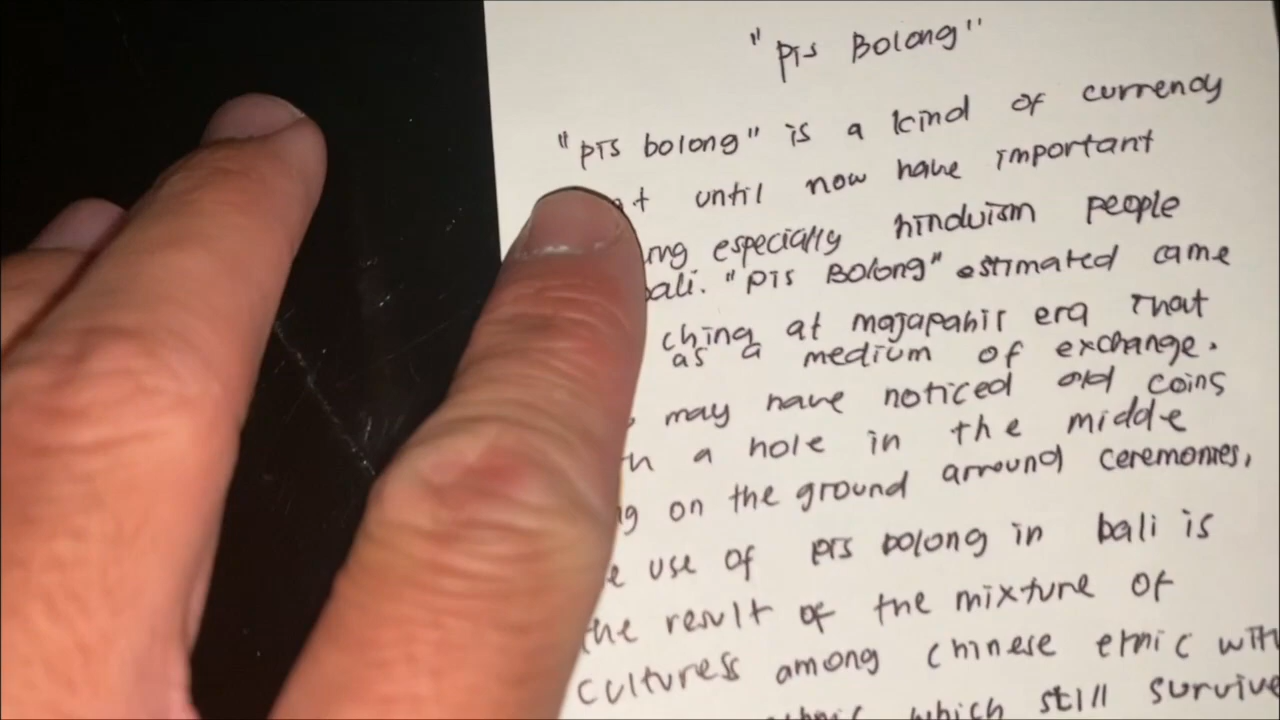 "Pis Bolong"
"pis bolong" is a kind of currency
until now have important
especially hinduism people
bali. "Pis Bolong" estimated came
ching at majapahit era that
as a medium of exchange.
may have noticed old coins
a hole in the middle
on the ground arround ceremonies,
use of pis bolong in bali is
the result of the mixture of
cultures among chinese etnic with
which still survive